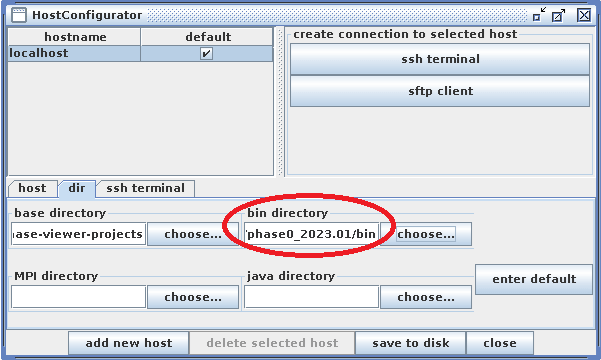 HostConfigurator
hostname default
localhost
create connection to selected host
ssh terminal
sftp client
host dir ssh terminal
base directory bin directory
ase-viewer-projects choose... phase0_2023.01/bin choose...
enter default
MPI directory java directory
choose... choose...
add new host delete selected host save to disk close